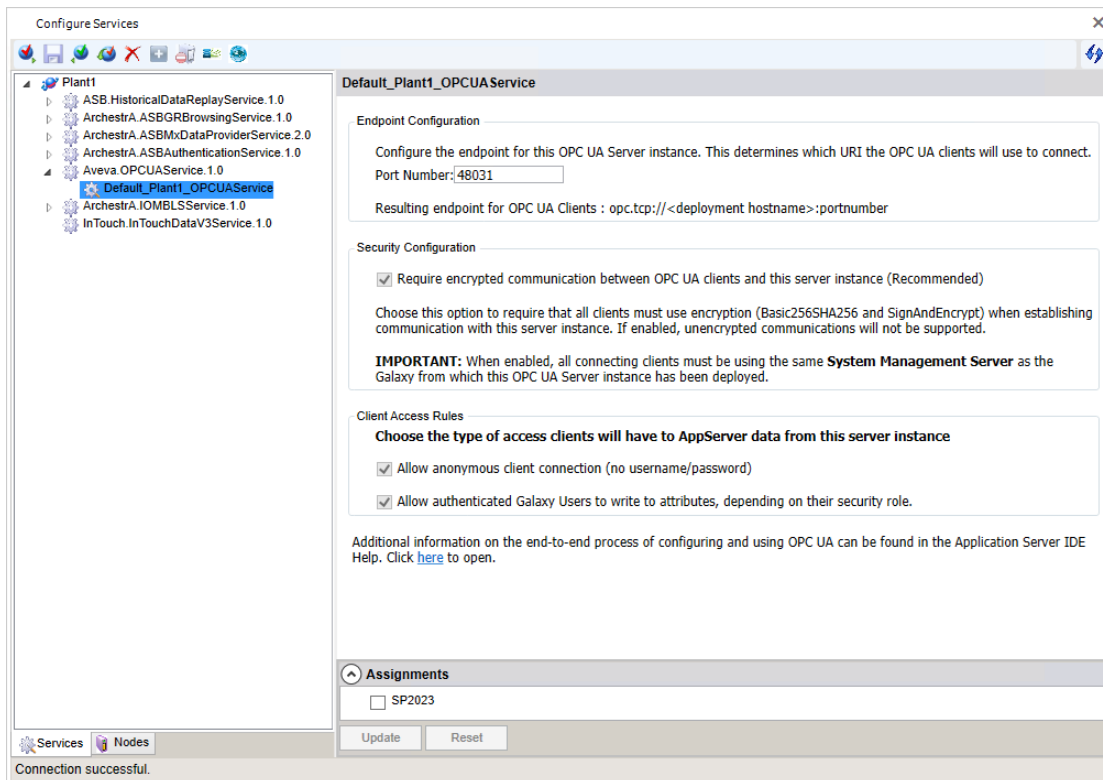 Configure Services
Plant1
ASB.HistoricalDataReplayService.1.0
ArchestrA.ASBGRBrowsingService.1.0
ArchestrA.ASBMxDataProviderService.2.0
ArchestrA.ASBAuthenticationService.1.0
Aveva.OPCUAService.1.0
Default_Plant1_OPCUAService
ArchestrA.IOMBLSService.1.0
InTouch.InTouchDataV3Service.1.0
Services
Nodes
Default_Plant1_OPCUAService
Endpoint Configuration
Configure the endpoint for this OPC UA Server instance. This determines which URI the OPC UA clients will use to connect.
Port Number: 48031
Resulting endpoint for OPC UA Clients : opc.tcp://<deployment hostname>:portnumber
Security Configuration
Require encrypted communication between OPC UA clients and this server instance (Recommended)
Choose this option to require that all clients must use encryption (Basic256SHA256 and SignAndEncrypt) when establishing
communication with this server instance. If enabled, unencrypted communications will not be supported.
IMPORTANT: When enabled, all connecting clients must be using the same System Management Server as the
Galaxy from which this OPC UA Server instance has been deployed.
Client Access Rules
Choose the type of access clients will have to AppServer data from this server instance
Allow anonymous client connection (no username/password)
Allow authenticated Galaxy Users to write to attributes, depending on their security role.
Additional information on the end-to-end process of configuring and using OPC UA can be found in the Application Server IDE
Help. Click here to open.
Assignments
SP2023
Update
Reset
Connection successful.